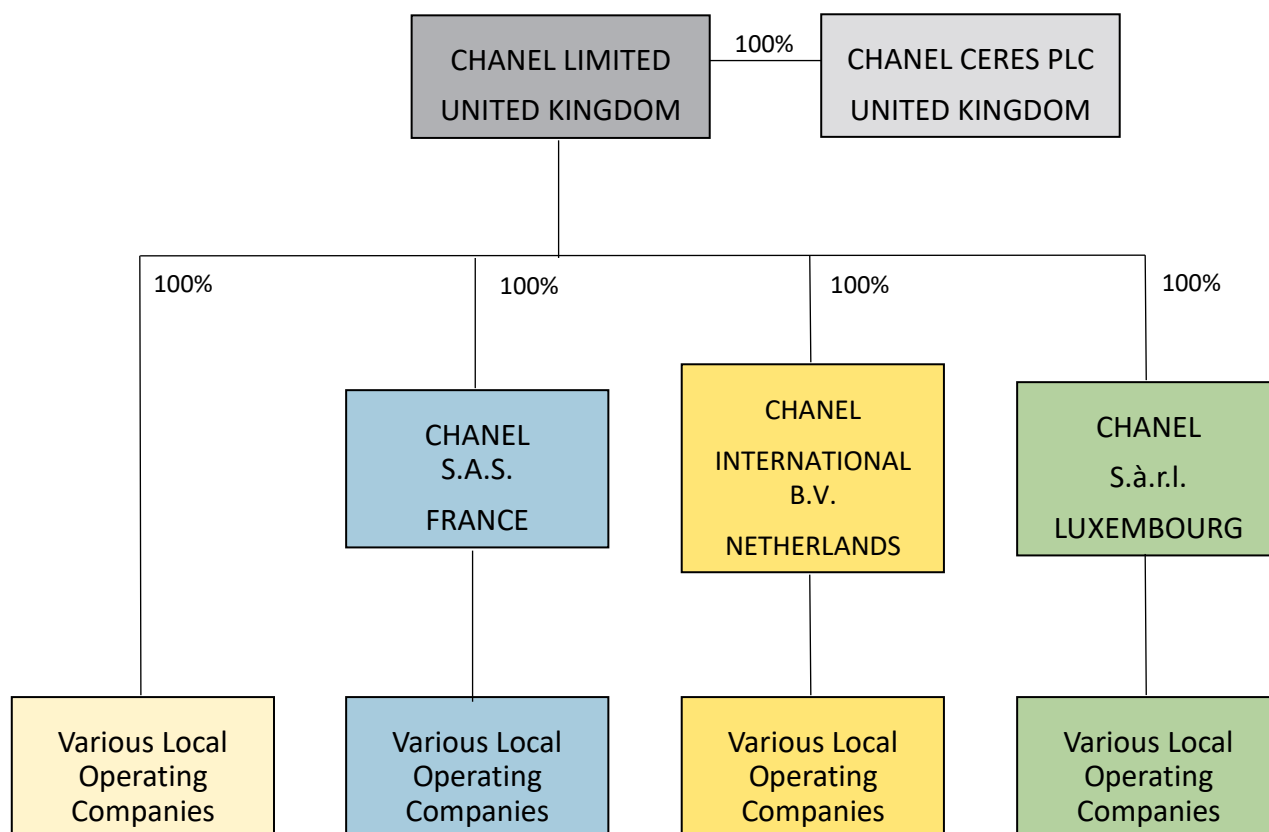 CHANEL LIMITED
UNITED KINGDOM
100%
CHANEL CERES PLC
UNITED KINGDOM
100%
100%
100%
100%
CHANEL
S.A.S.
FRANCE
CHANEL
INTERNATIONAL
B.V.
NETHERLANDS
CHANEL
S.à.r.l.
LUXEMBOURG
Various Local
Operating
Companies
Various Local
Operating
Companies
Various Local
Operating
Companies
Various Local
Operating
Companies